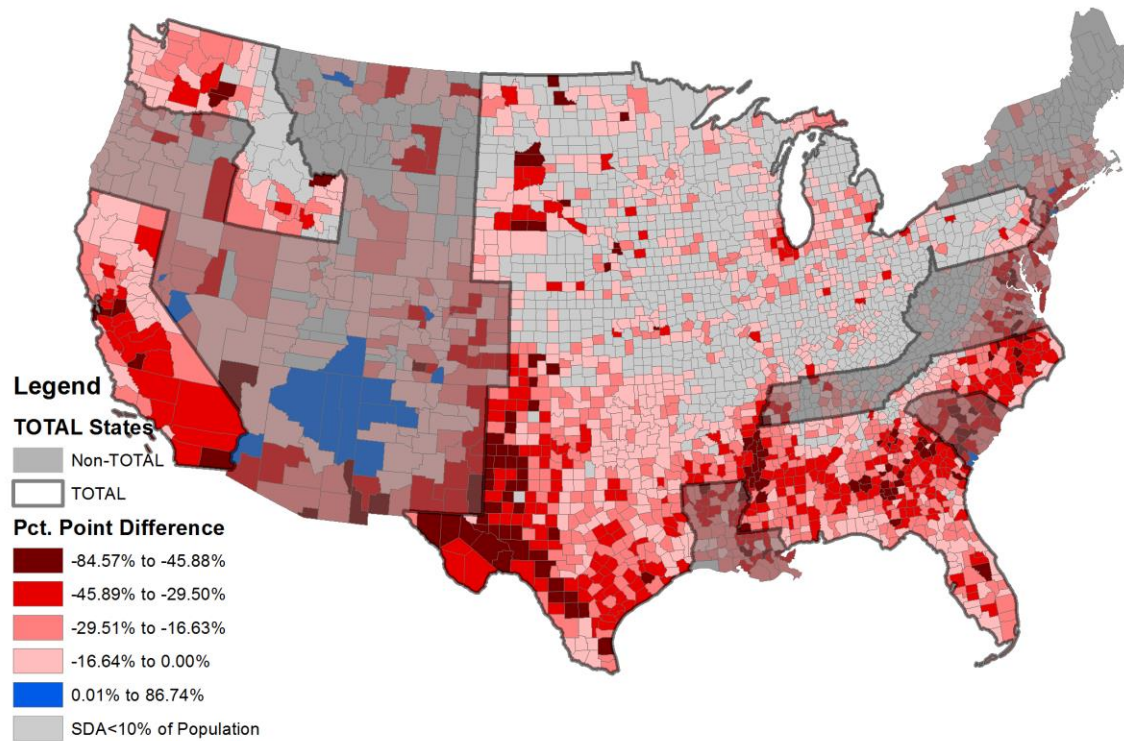 Legend
TOTAL States
Non-TOTAL
TOTAL
Pct. Point Difference
-84.57% to -45.88%
-45.89% to -29.50%
-29.51% to -16.63%
-16.64% to 0.00%
0.01% to 86.74%
SDA<10% of Population